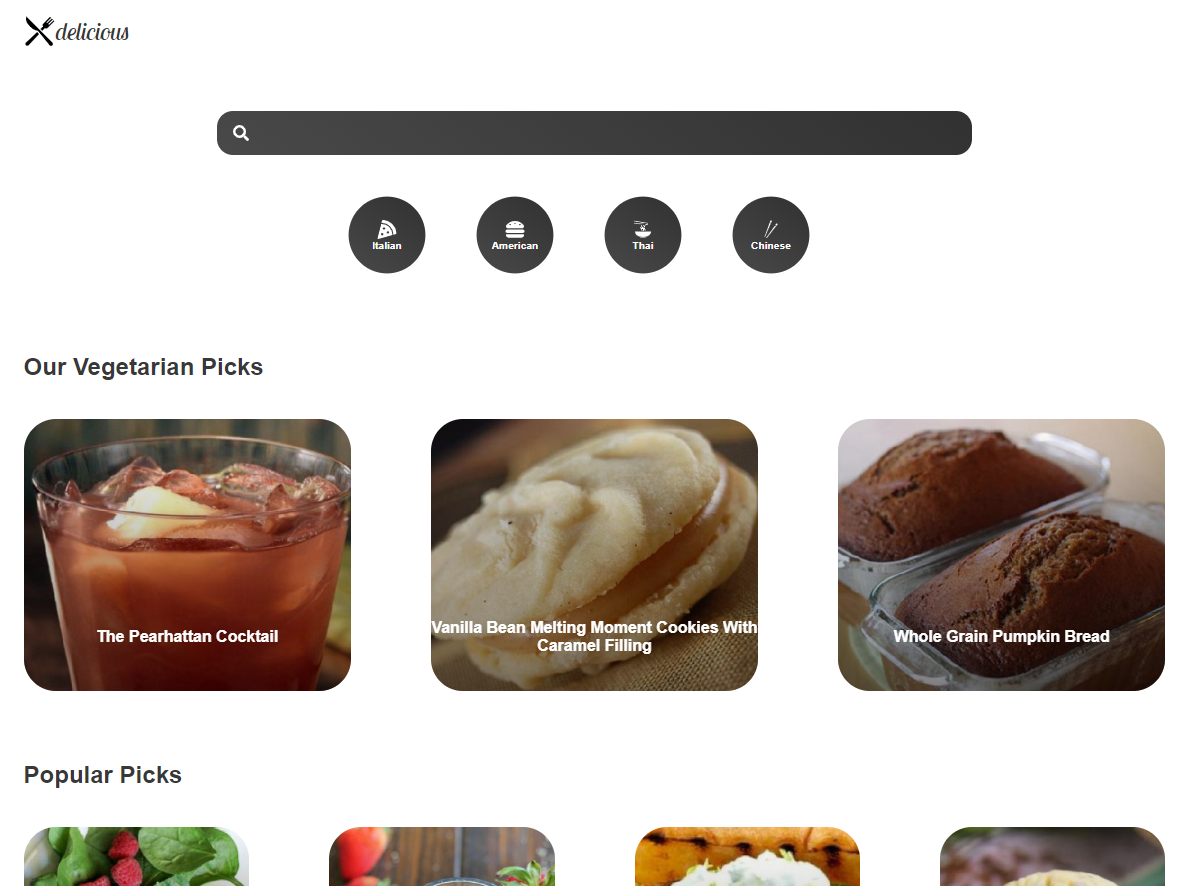 delicious
Italian
American
Thai
Chinese
Our Vegetarian Picks
The Pearhattan Cocktail
Vanilla Bean Melting Moment Cookies With
Caramel Filling
Whole Grain Pumpkin Bread
Popular Picks